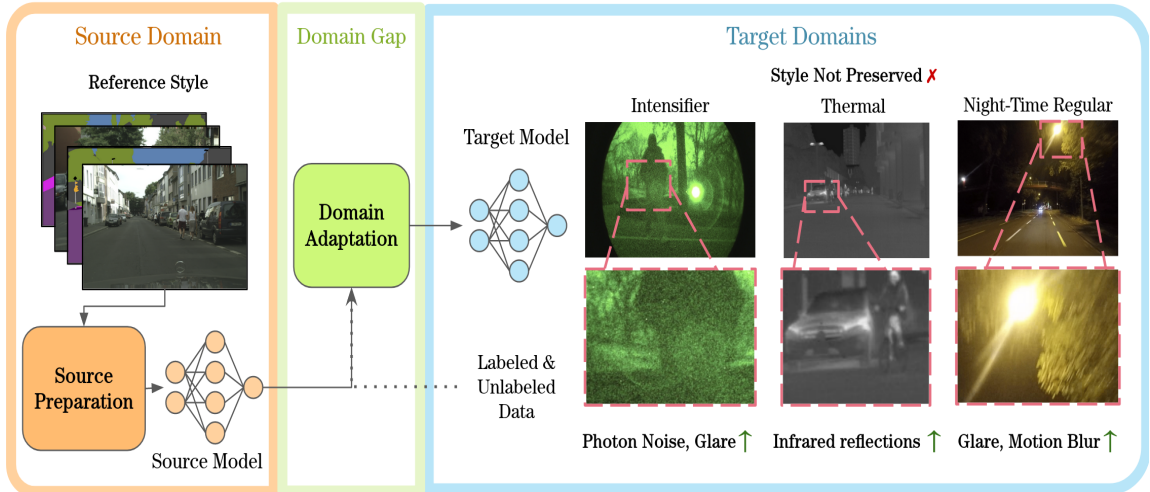 Source Domain
Domain Gap
Target Domains
Reference Style
Style Not Preserved ✗
Intensifier
Thermal
Night-Time Regular
Target Model
Domain
Adaptation
Source
Preparation
Source Model
Labeled &
Unlabeled
Data
Photon Noise, Glare ↑
Infrared reflections ↑
Glare, Motion Blur ↑